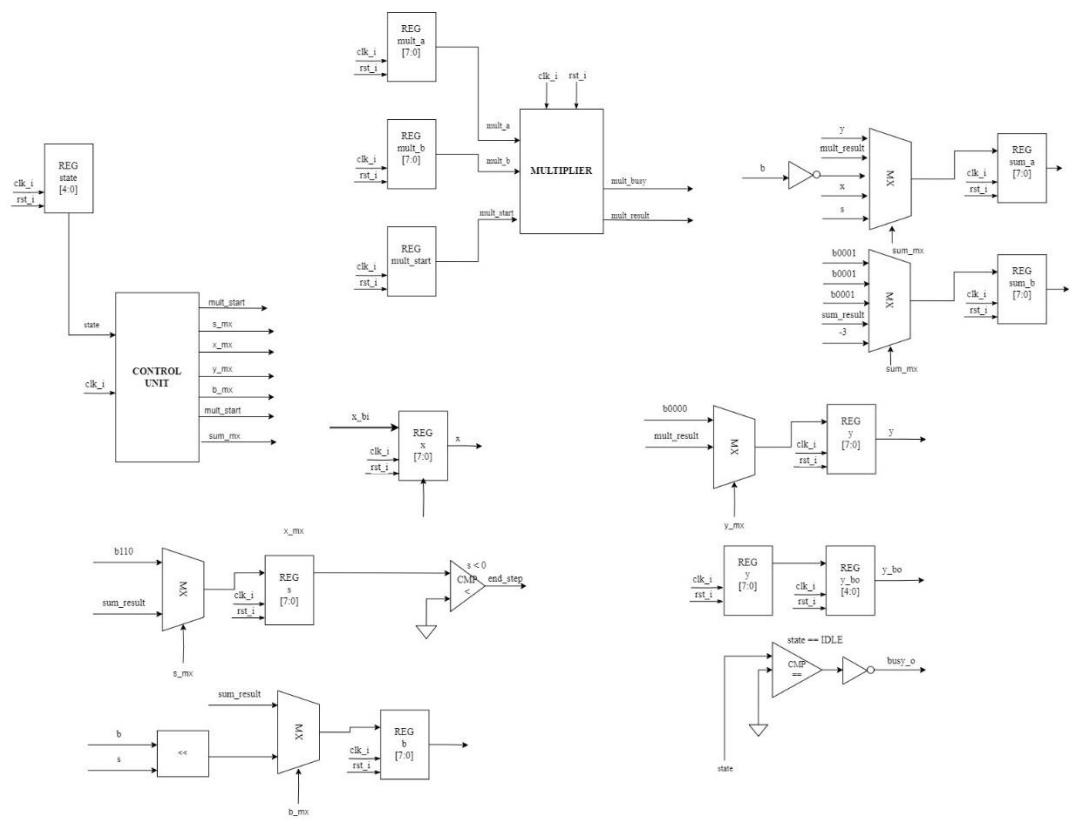 REG
mult_a
[7:0]
clk_i
rst_i
REG
mult_b
[7:0]
clk_i
rst_i
REG
mult_start
clk_i
rst_i
clk_i
rst_i
mult_a
mult_b
mult_start
MULTIPLIER
mult_busy
mult_result
REG
state
[4:0]
clk_i
rst_i
state
clk_i
CONTROL
UNIT
mult_start
s_mx
x_mx
y_mx
b_mx
mult_start
sum_mx
y
mult_result
b
x
s
MX
sum_mx
REG
sum_a
[7:0]
clk_i
rst_i
b0001
b0001
b0001
sum_result
-3
MX
sum_mx
REG
sum_b
[7:0]
clk_i
rst_i
x_bi
REG
x
[7:0]
clk_i
rst_i
x
x_mx
b0000
mult_result
MX
y_mx
REG
y
[7:0]
clk_i
rst_i
y
b110
sum_result
MX
s_mx
REG
s
[7:0]
clk_i
rst_i
s < 0
CMP
<
end_step
REG
y
[7:0]
clk_i
rst_i
REG
y_bo
[4:0]
clk_i
rst_i
y_bo
state == IDLE
CMP
==
busy_o
state
sum_result
b
s
<<
MX
b_mx
REG
b
[7:0]
clk_i
rst_i